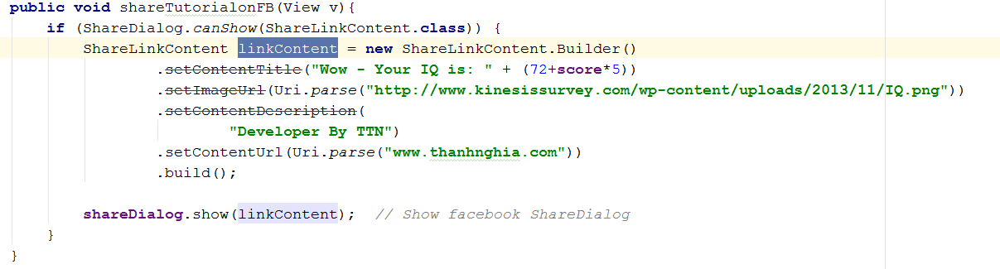 public void shareTutorialonFB(View v){
if (ShareDialog.canShow(ShareLinkContent.class)) {
ShareLinkContent linkContent = new ShareLinkContent.Builder()
.setContentTitle("Wow - Your IQ is: " + (72+score*5))
.setImageUrl(Uri.parse("http://www.kinesissurvey.com/wp-content/uploads/2013/11/IQ.png"))
.setContentDescription(
"Developer By TTN")
.setContentUrl(Uri.parse("www.thanhnghia.com"))
.build();
shareDialog.show(linkContent);  // Show facebook ShareDialog
}
}